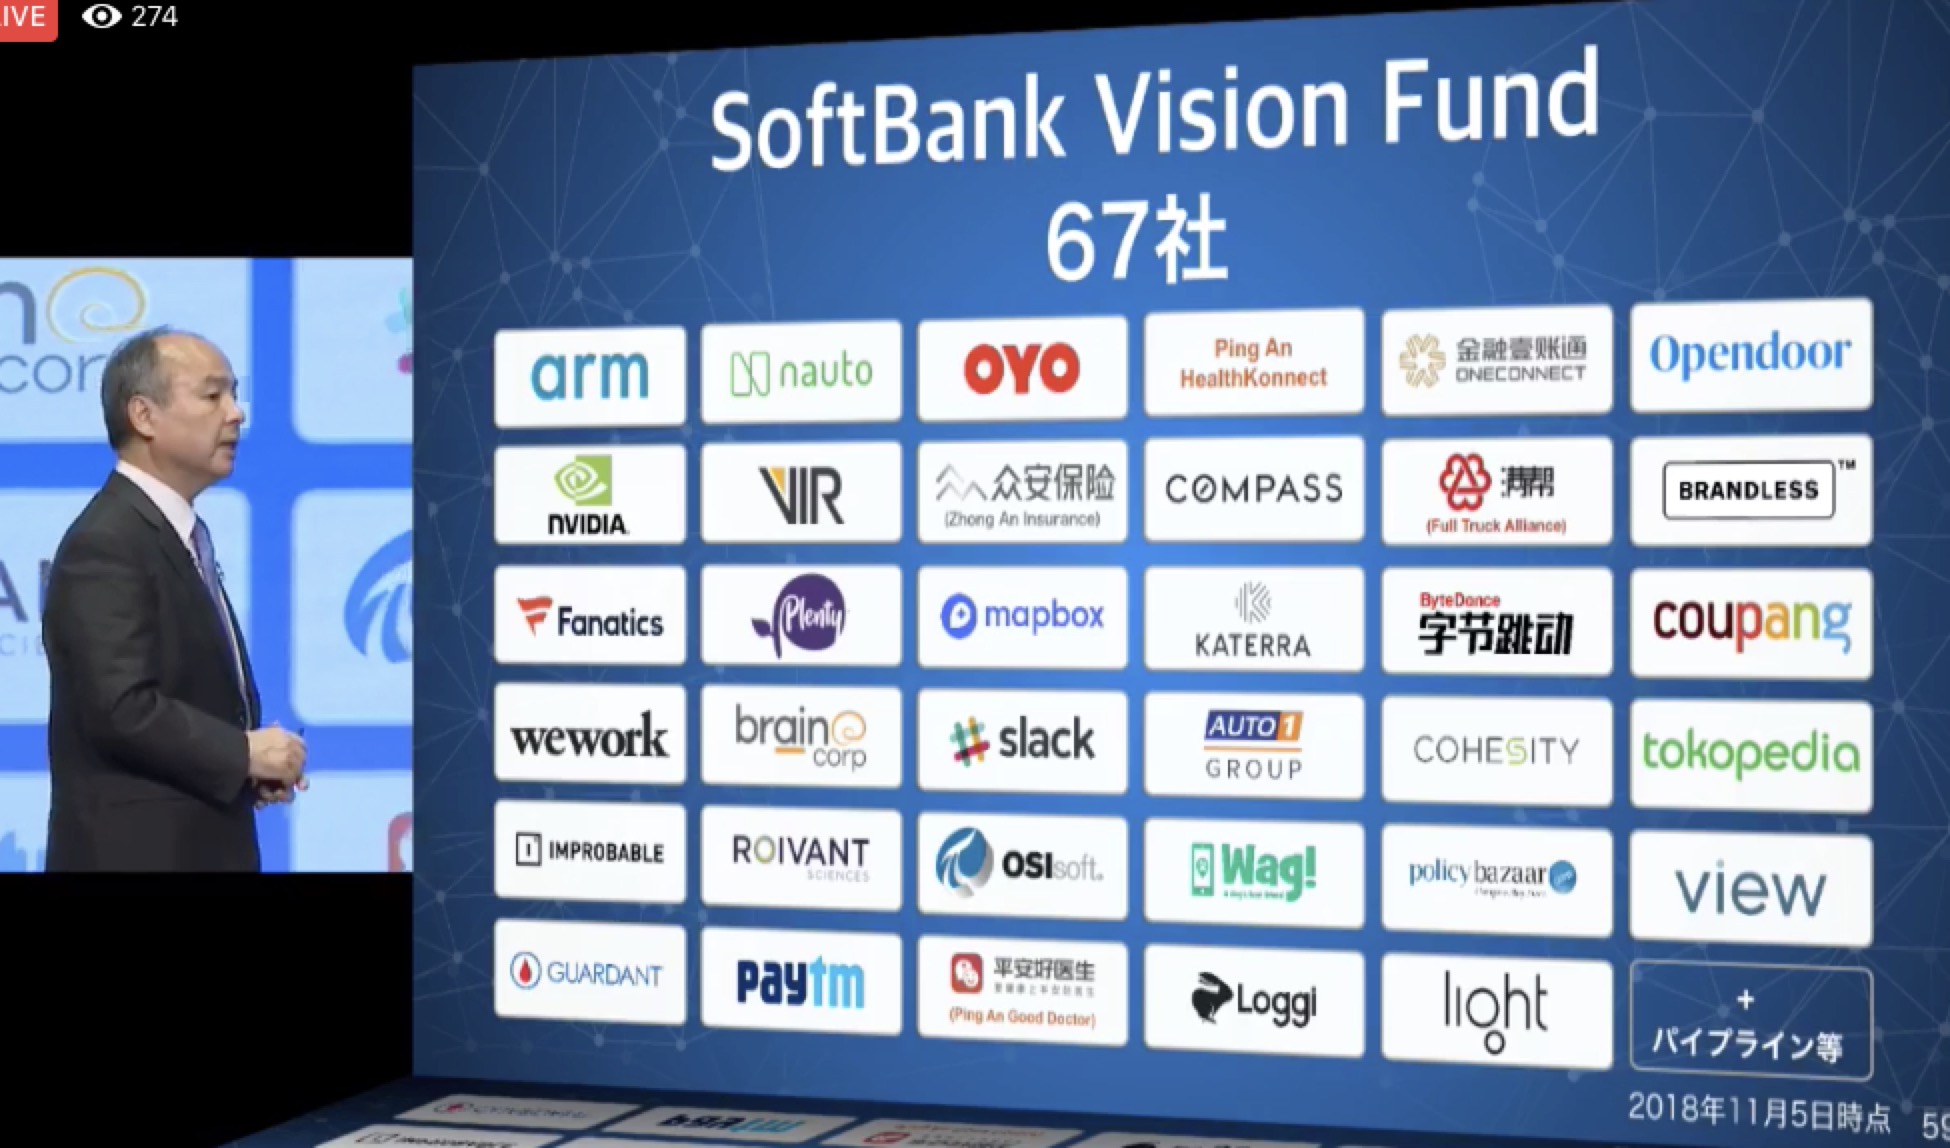 LIVE
274
SoftBank Vision Fund
67社
arm
nauto
OYO
Ping An
HealthKonnect
金融壹账通
ONECONNECT
Opendoor
NVIDIA
VIR
众安保险
(Zhong An Insurance)
COMPASS
满帮
(Full Truck Alliance)
BRANDLESS
TM
Fanatics
Plenty
mapbox
KATERRA
ByteDance
字节跳动
coupang
wework
brain
corp
slack
AUTO1
GROUP
COHESITY
tokopedia
IMPROBABLE
ROIVANT
SCIENCES
OSIsoft.
Wag!
policybazaar
view
GUARDANT
paytm
平安好医生
(Ping An Good Doctor)
Loggi
light
+
パイプライン等
2018年11月5日時点
59